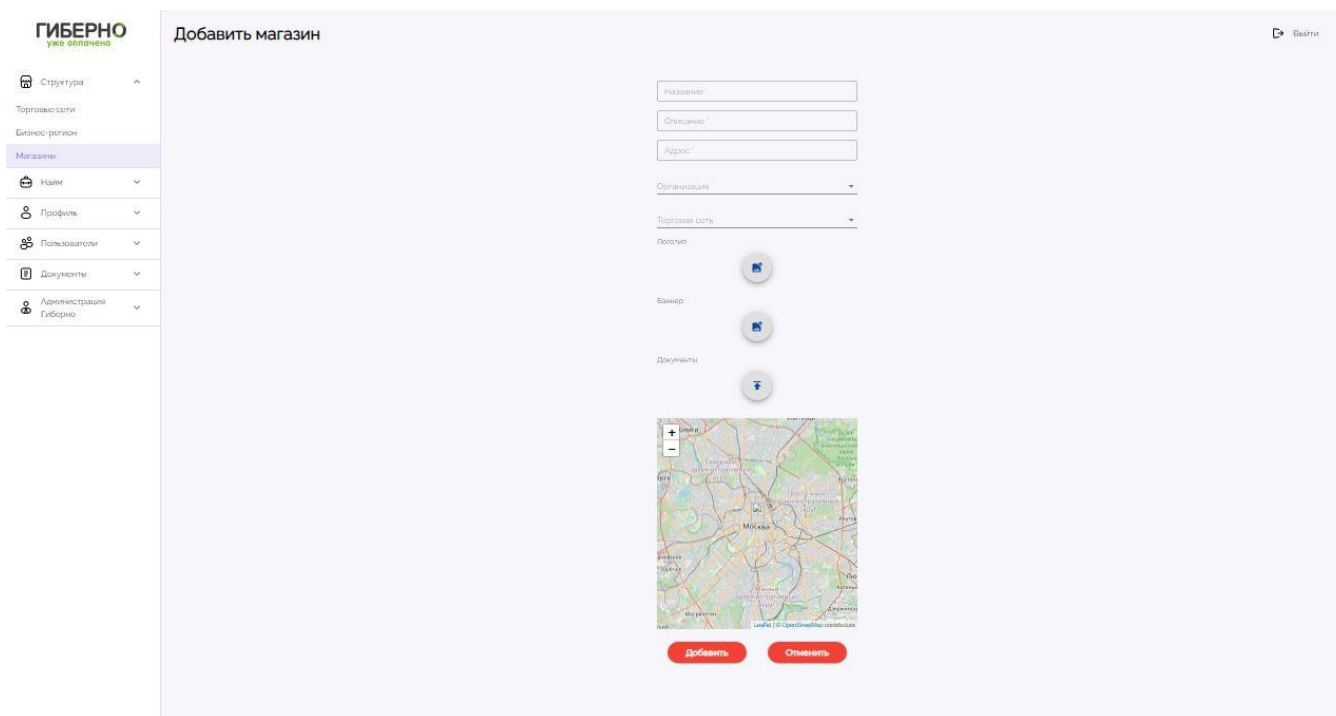 ГИБЕРНО
уже оплачено
Добавить магазин
Выйти
Структура
Торговые сети
Бизнес-регион
Магазины
Найм
Профиль
Пользователи
Документы
Администрация
Гиберно
Название *
Описание *
Адрес *
Организация
Торговая сеть
Логотип
Баннер
Документы
+
−
Москва
Leaflet | © OpenStreetMap contributors
Добавить
Отменить